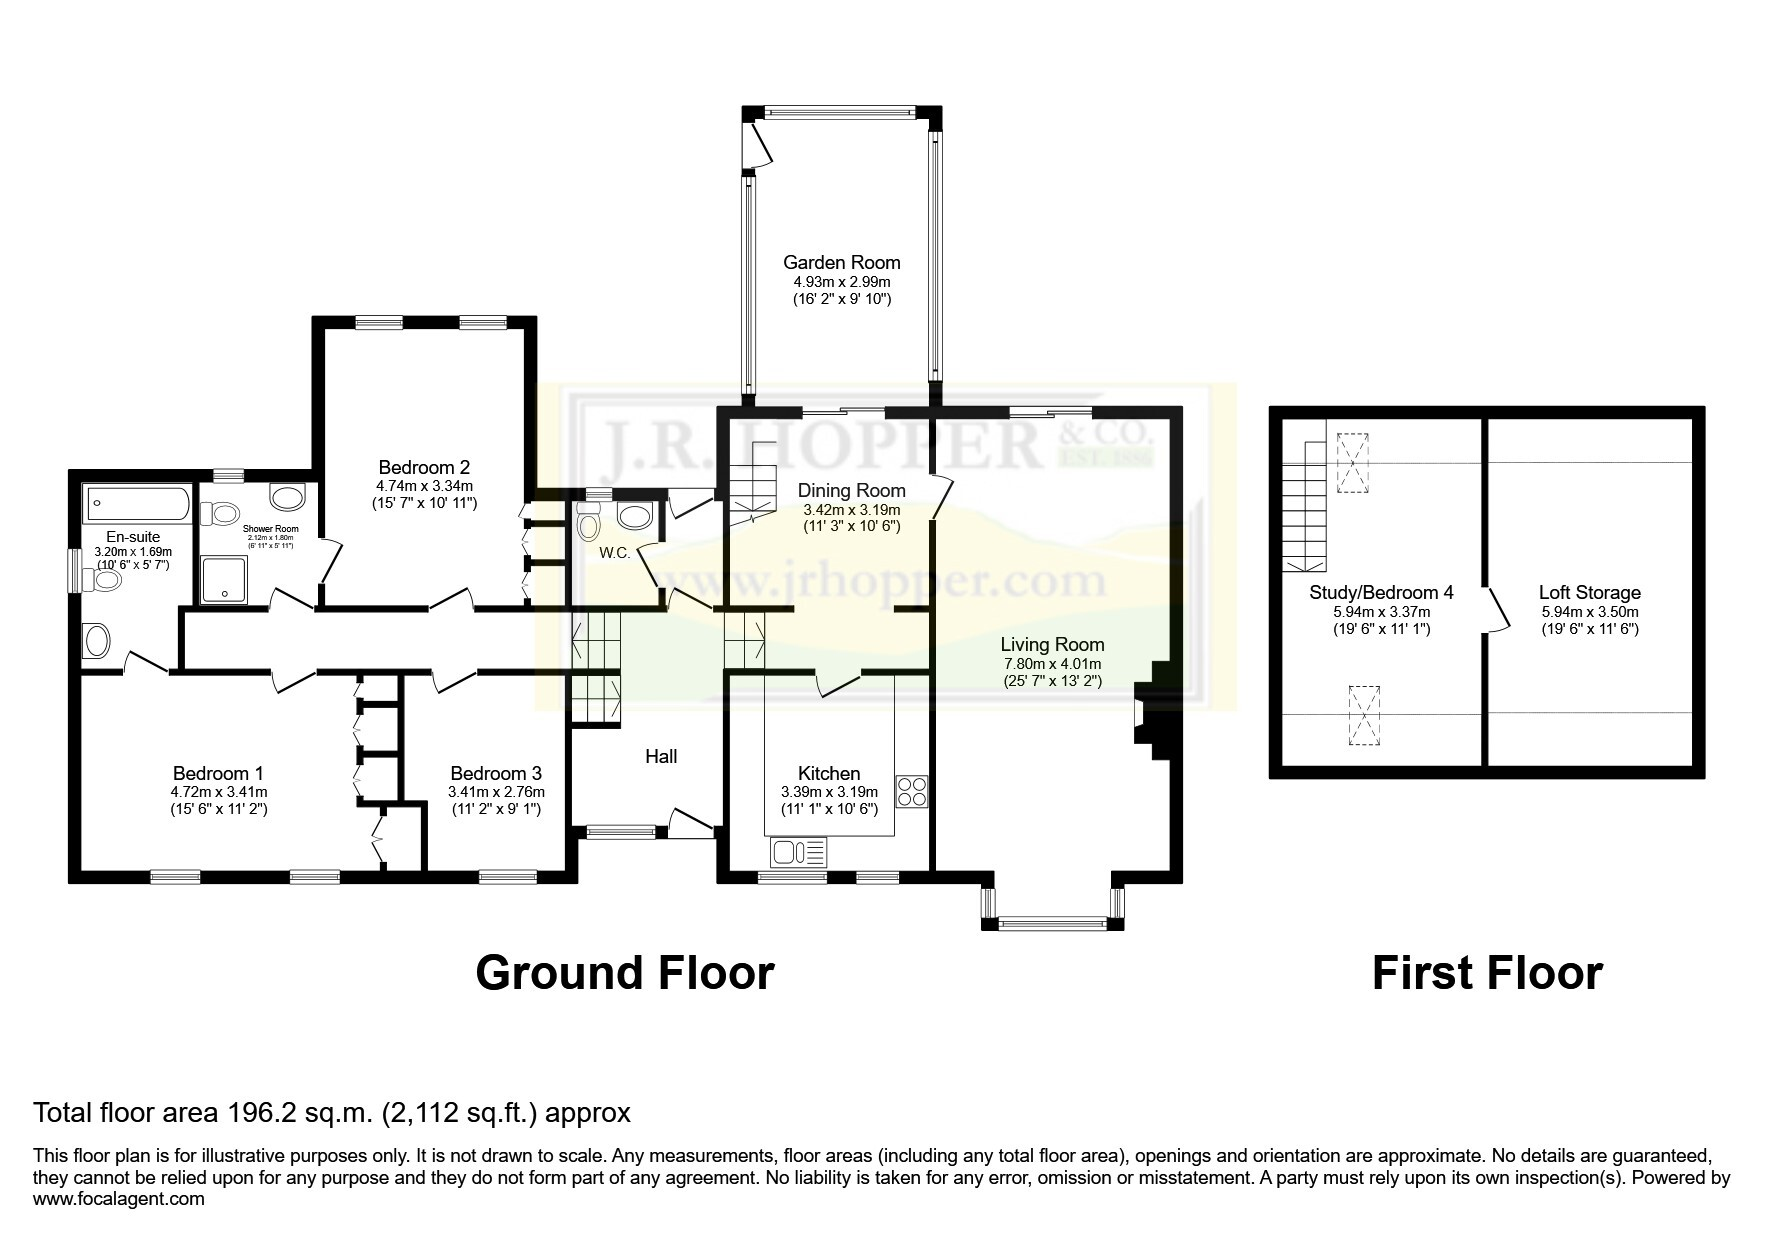 Garden Room
4.93m x 2.99m
(16' 2" x 9' 10")
J.R. HOPPER & CO.
EST. 1886
www.jrhopper.com
Bedroom 2
4.74m x 3.34m
(15' 7" x 10' 11")
En-suite
3.20m x 1.69m
(10' 6" x 5' 7")
Shower Room
2.12m x 1.80m
(6' 11" x 5' 11")
W.C.
Dining Room
3.42m x 3.19m
(11' 3" x 10' 6")
Living Room
7.80m x 4.01m
(25' 7" x 13' 2")
Bedroom 1
4.72m x 3.41m
(15' 6" x 11' 2")
Bedroom 3
3.41m x 2.76m
(11' 2" x 9' 1")
Hall
Kitchen
3.39m x 3.19m
(11' 1" x 10' 6")
Study/Bedroom 4
5.94m x 3.37m
(19' 6" x 11' 1")
Loft Storage
5.94m x 3.50m
(19' 6" x 11' 6")
Ground Floor
First Floor
Total floor area 196.2 sq.m. (2,112 sq.ft.) approx
This floor plan is for illustrative purposes only. It is not drawn to scale. Any measurements, floor areas (including any total floor area), openings and orientation are approximate. No details are guaranteed,
they cannot be relied upon for any purpose and they do not form part of any agreement. No liability is taken for any error, omission or misstatement. A party must rely upon its own inspection(s). Powered by
www.focalagent.com